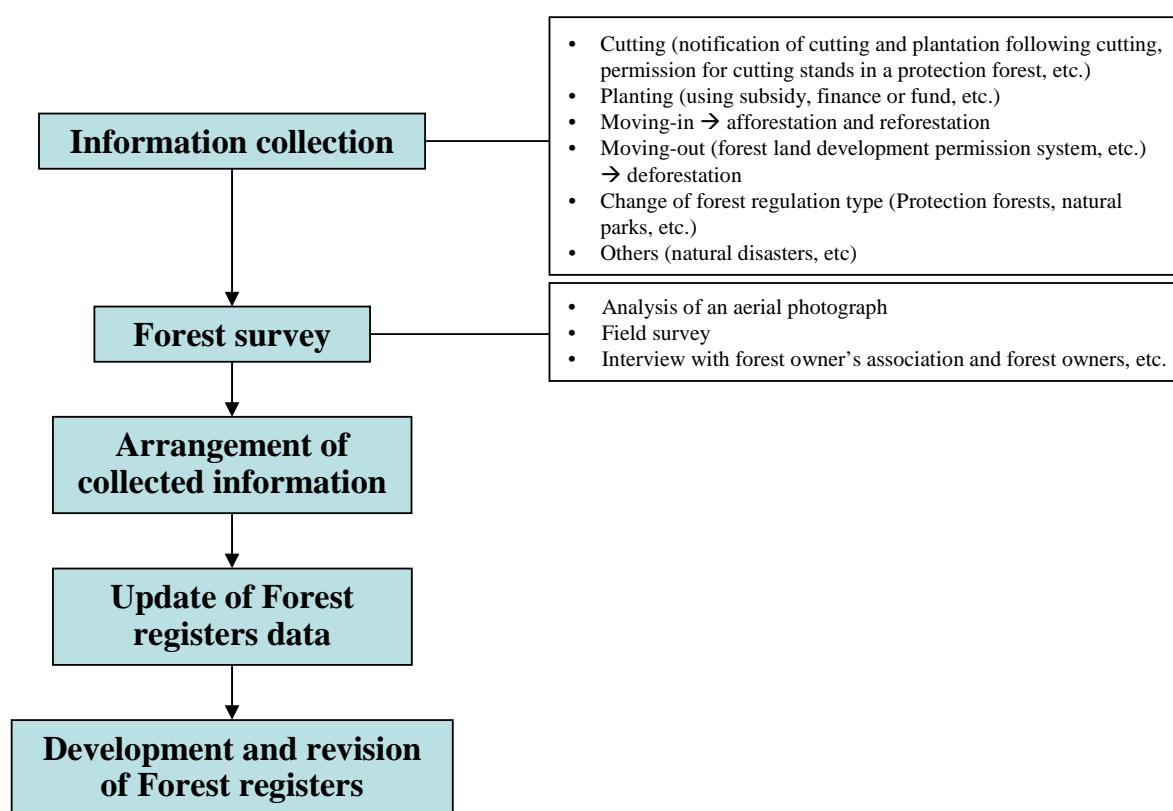 • Cutting (notification of cutting and plantation following cutting,
permission for cutting stands in a protection forest, etc.)
• Planting (using subsidy, finance or fund, etc.)
• Moving-in → afforestation and reforestation
• Moving-out (forest land development permission system, etc.)
→ deforestation
• Change of forest regulation type (Protection forests, natural
parks, etc.)
• Others (natural disasters, etc)
Information collection
• Analysis of an aerial photograph
• Field survey
• Interview with forest owner’s association and forest owners, etc.
Forest survey
Arrangement of
collected information
Update of Forest
registers data
Development and revision
of Forest registers